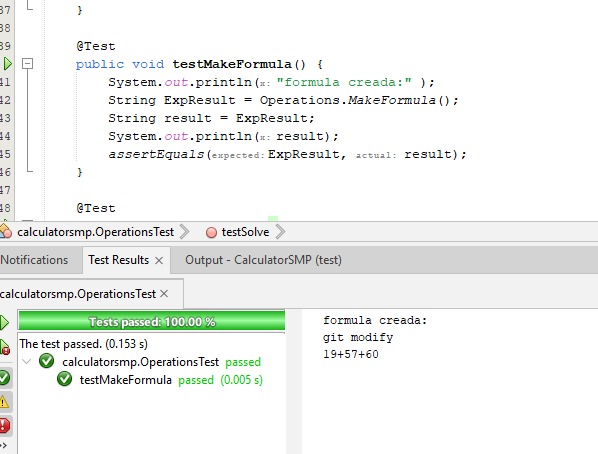 37 }
38
39 @Test
public void testMakeFormula() {
41 System.out.println(x: "formula creada:" );
42 String ExpResult = Operations.MakeFormula();
43 String result = ExpResult;
44 System.out.println(x: result);
45 assertEquals(expected: ExpResult, actual: result);
46 }
47
48 @Test
calculatorsmp.OperationsTest testSolve
Notifications Test Results × Output - CalculatorSMP (test)
calculatorsmp.OperationsTest ×
Tests passed: 100.00 %
The test passed. (0.153 s)
calculatorsmp.OperationsTest passed
testMakeFormula passed (0.005 s)
formula creada:
git modify
19+57+60